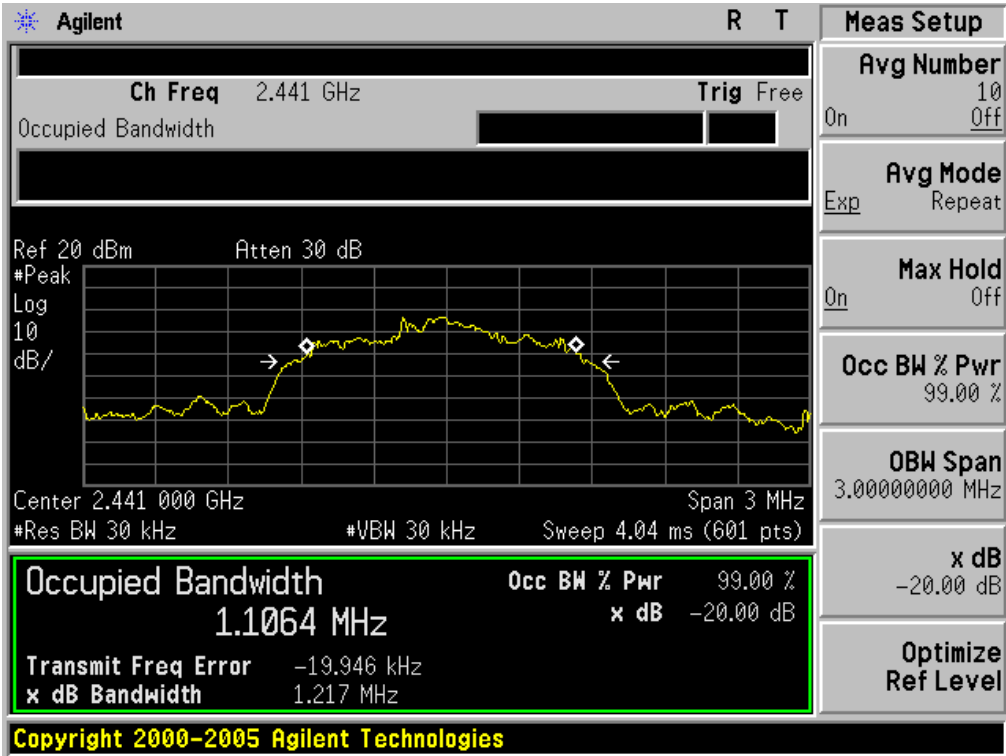 Agilent R T
Ch Freq 2.441 GHz Trig Free
Occupied Bandwidth
Ref 20 dBm Atten 30 dB
#Peak
Log
10
dB/
Center 2.441 000 GHz Span 3 MHz
#Res BW 30 kHz #VBW 30 kHz Sweep 4.04 ms (601 pts)
Occupied Bandwidth Occ BW % Pwr 99.00 %
1.1064 MHz x dB -20.00 dB
Transmit Freq Error -19.946 kHz
x dB Bandwidth 1.217 MHz
Copyright 2000-2005 Agilent Technologies
Meas Setup
Avg Number
10
On Off
Avg Mode
Exp Repeat
Max Hold
On Off
Occ BW % Pwr
99.00 %
OBW Span
3.00000000 MHz
x dB
-20.00 dB
Optimize
Ref Level